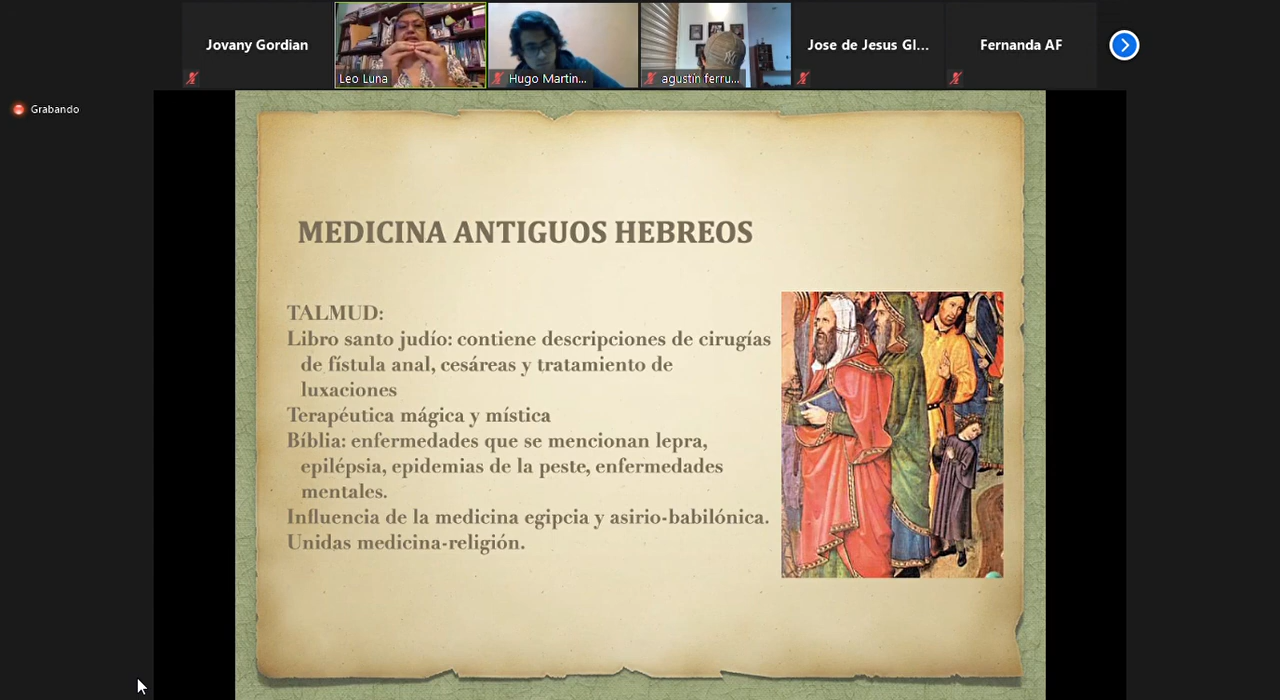 Jovany Gordian
Leo Luna
Hugo Martin...
agustin ferru...
Jose de Jesus Gl...
Fernanda AF
Grabando
MEDICINA ANTIGUOS HEBREOS
TALMUD:
Libro santo judío: contiene descripciones de cirugías
de fístula anal, cesáreas y tratamiento de
luxaciones
Terapéutica mágica y mística
Bíblia: enfermedades que se mencionan lepra,
epilépsia, epidemias de la peste, enfermedades
mentales.
Influencia de la medicina egipcia y asirio-babilónica.
Unidas medicina-religión.